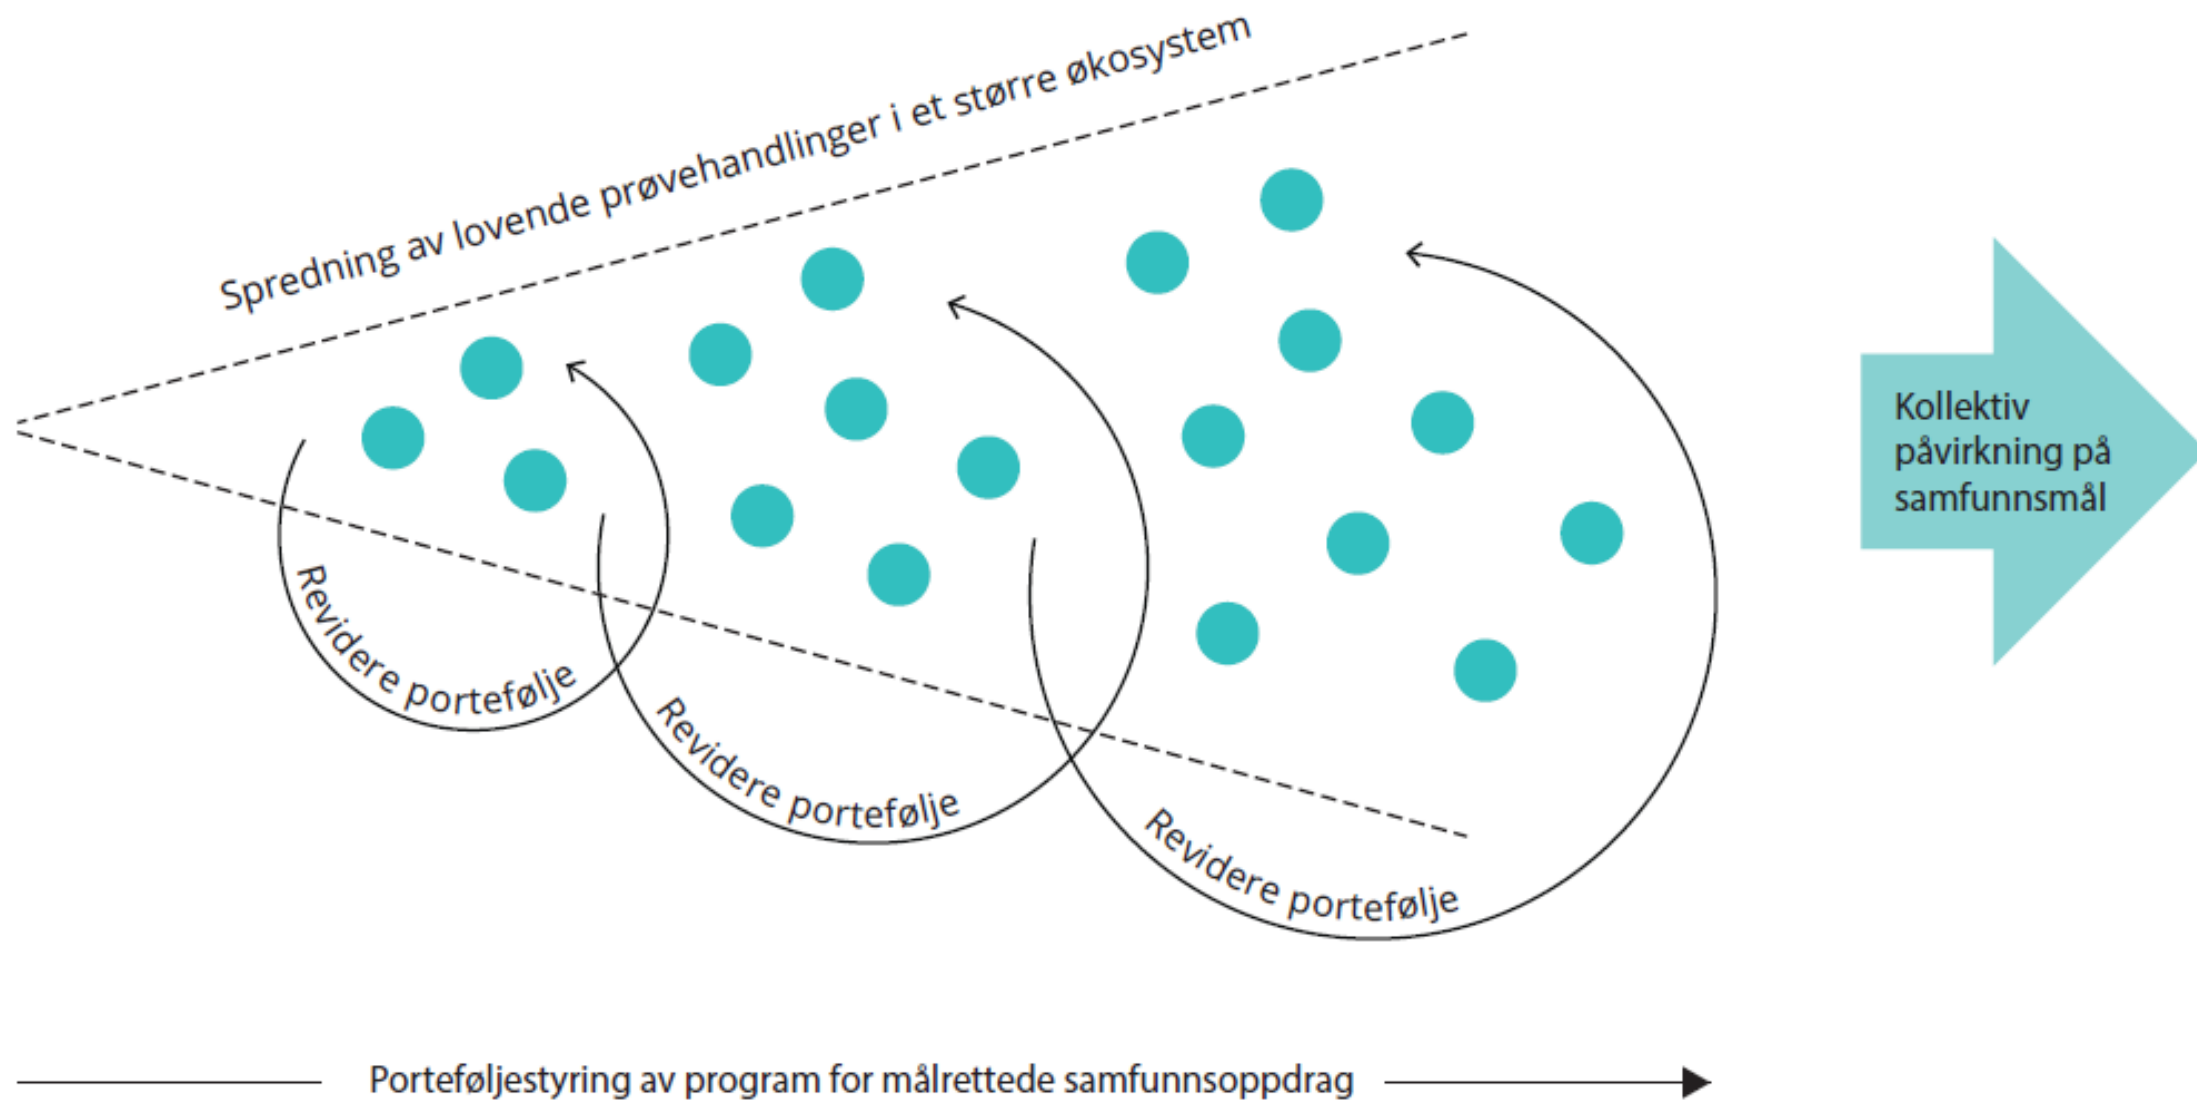 Spredning av lovende prøvehandlinger i et større økosystem
Revidere portefølje
Revidere portefølje
Revidere portefølje
Kollektiv
påvirkning på
samfunnsmål
Porteføljestyring av program for målrettede samfunnsoppdrag